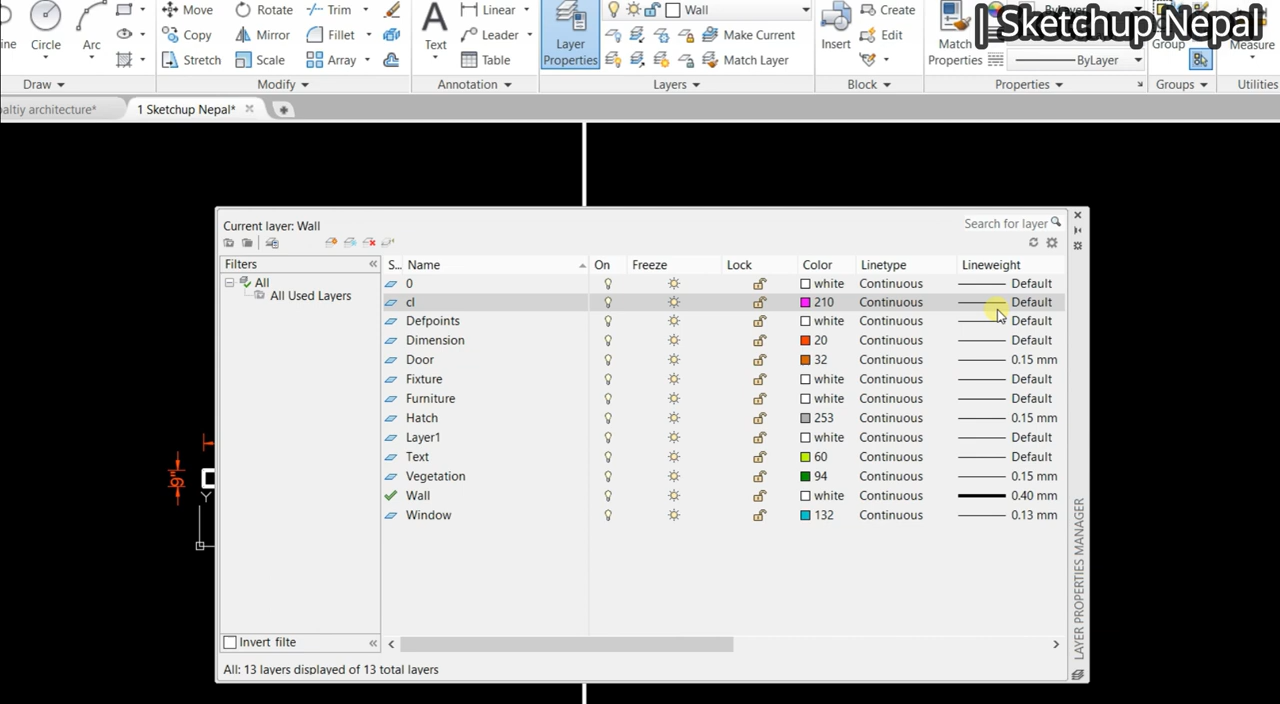 Move Rotate Trim Linear Wall Create ByLayer
| Sketchup Nepal
ine Circle Arc Copy Mirror Fillet Text Leader Layer Make Current Insert Edit Match Group Measure
Stretch Scale Array Table Properties Match Layer Properties ByLayer
Draw Modify Annotation Layers Block Properties Groups Utilities
paltiy architecture* 1 Sketchup Nepal*
Current layer: Wall Search for layer
Filters S.. Name On Freeze Lock Color Linetype Lineweight
All 0 white Continuous Default
All Used Layers cl 210 Continuous Default
Defpoints white Continuous Default
Dimension 20 Continuous Default
Door 32 Continuous 0.15 mm
Fixture white Continuous Default
Furniture white Continuous Default
Hatch 253 Continuous 0.15 mm
Layer1 white Continuous Default
Text 60 Continuous Default
Vegetation 94 Continuous 0.15 mm
Wall white Continuous 0.40 mm
Window 132 Continuous 0.13 mm
9"
Y
Invert filte
All: 13 layers displayed of 13 total layers
LAYER PROPERTIES MANAGER